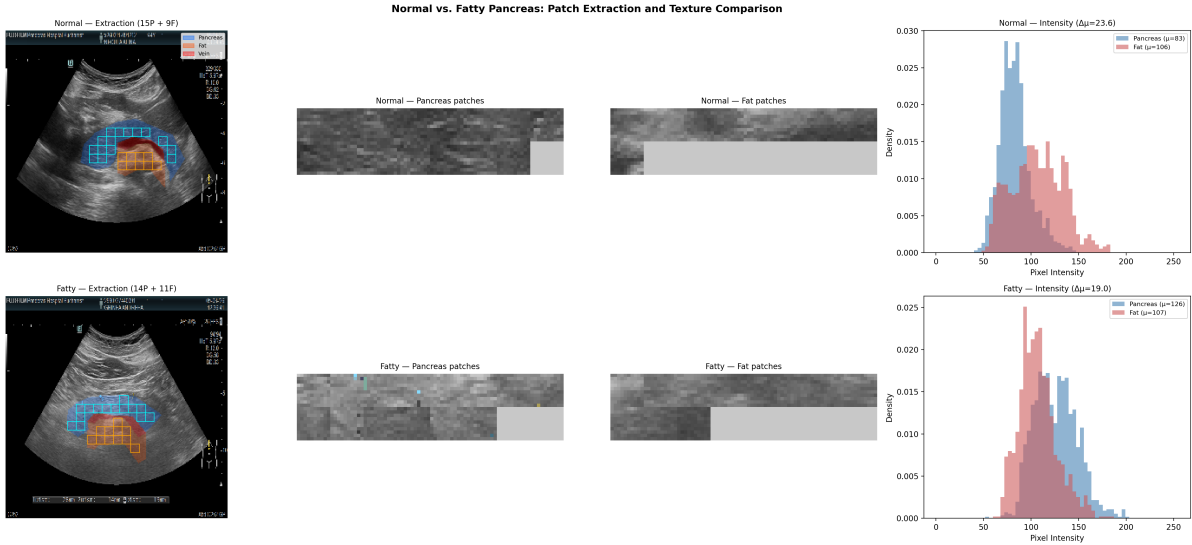 Normal vs. Fatty Pancreas: Patch Extraction and Texture Comparison
Normal — Extraction (15P + 9F)
Pancreas
Fat
Vein
Normal — Pancreas patches
Normal — Fat patches
Normal — Intensity (Δμ=23.6)
Pancreas (μ=83)
Fat (μ=106)
Density
0.030
0.025
0.020
0.015
0.010
0.005
0.000
0 50 100 150 200 250
Pixel Intensity
Fatty — Extraction (14P + 11F)
Fatty — Pancreas patches
Fatty — Fat patches
Fatty — Intensity (Δμ=19.0)
Pancreas (μ=126)
Fat (μ=107)
Density
0.025
0.020
0.015
0.010
0.005
0.000
0 50 100 150 200 250
Pixel Intensity